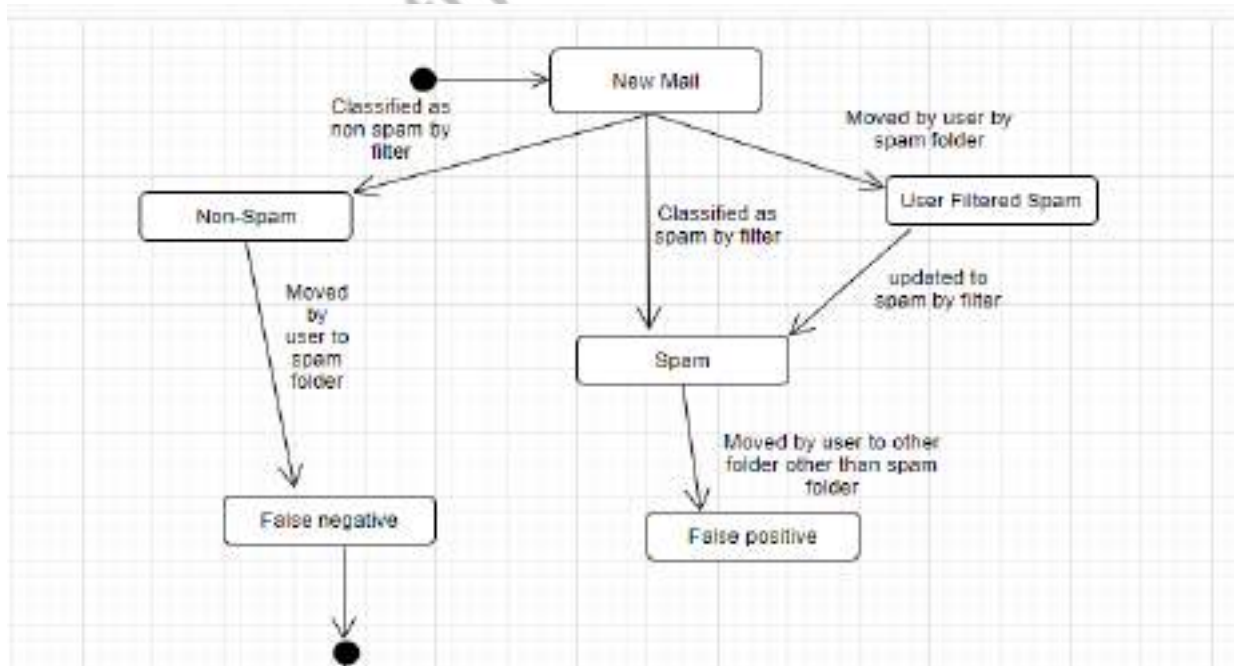 New Mail
Classified as
non spam by
filter
Moved by user by
spam folder
Non-Spam
User Filtered Spam
Classified as
spam by filter
updated to
spam by filter
Moved
by
user to
spam
folder
Spam
Moved by user to other
folder other than spam
folder
False negative
False positive